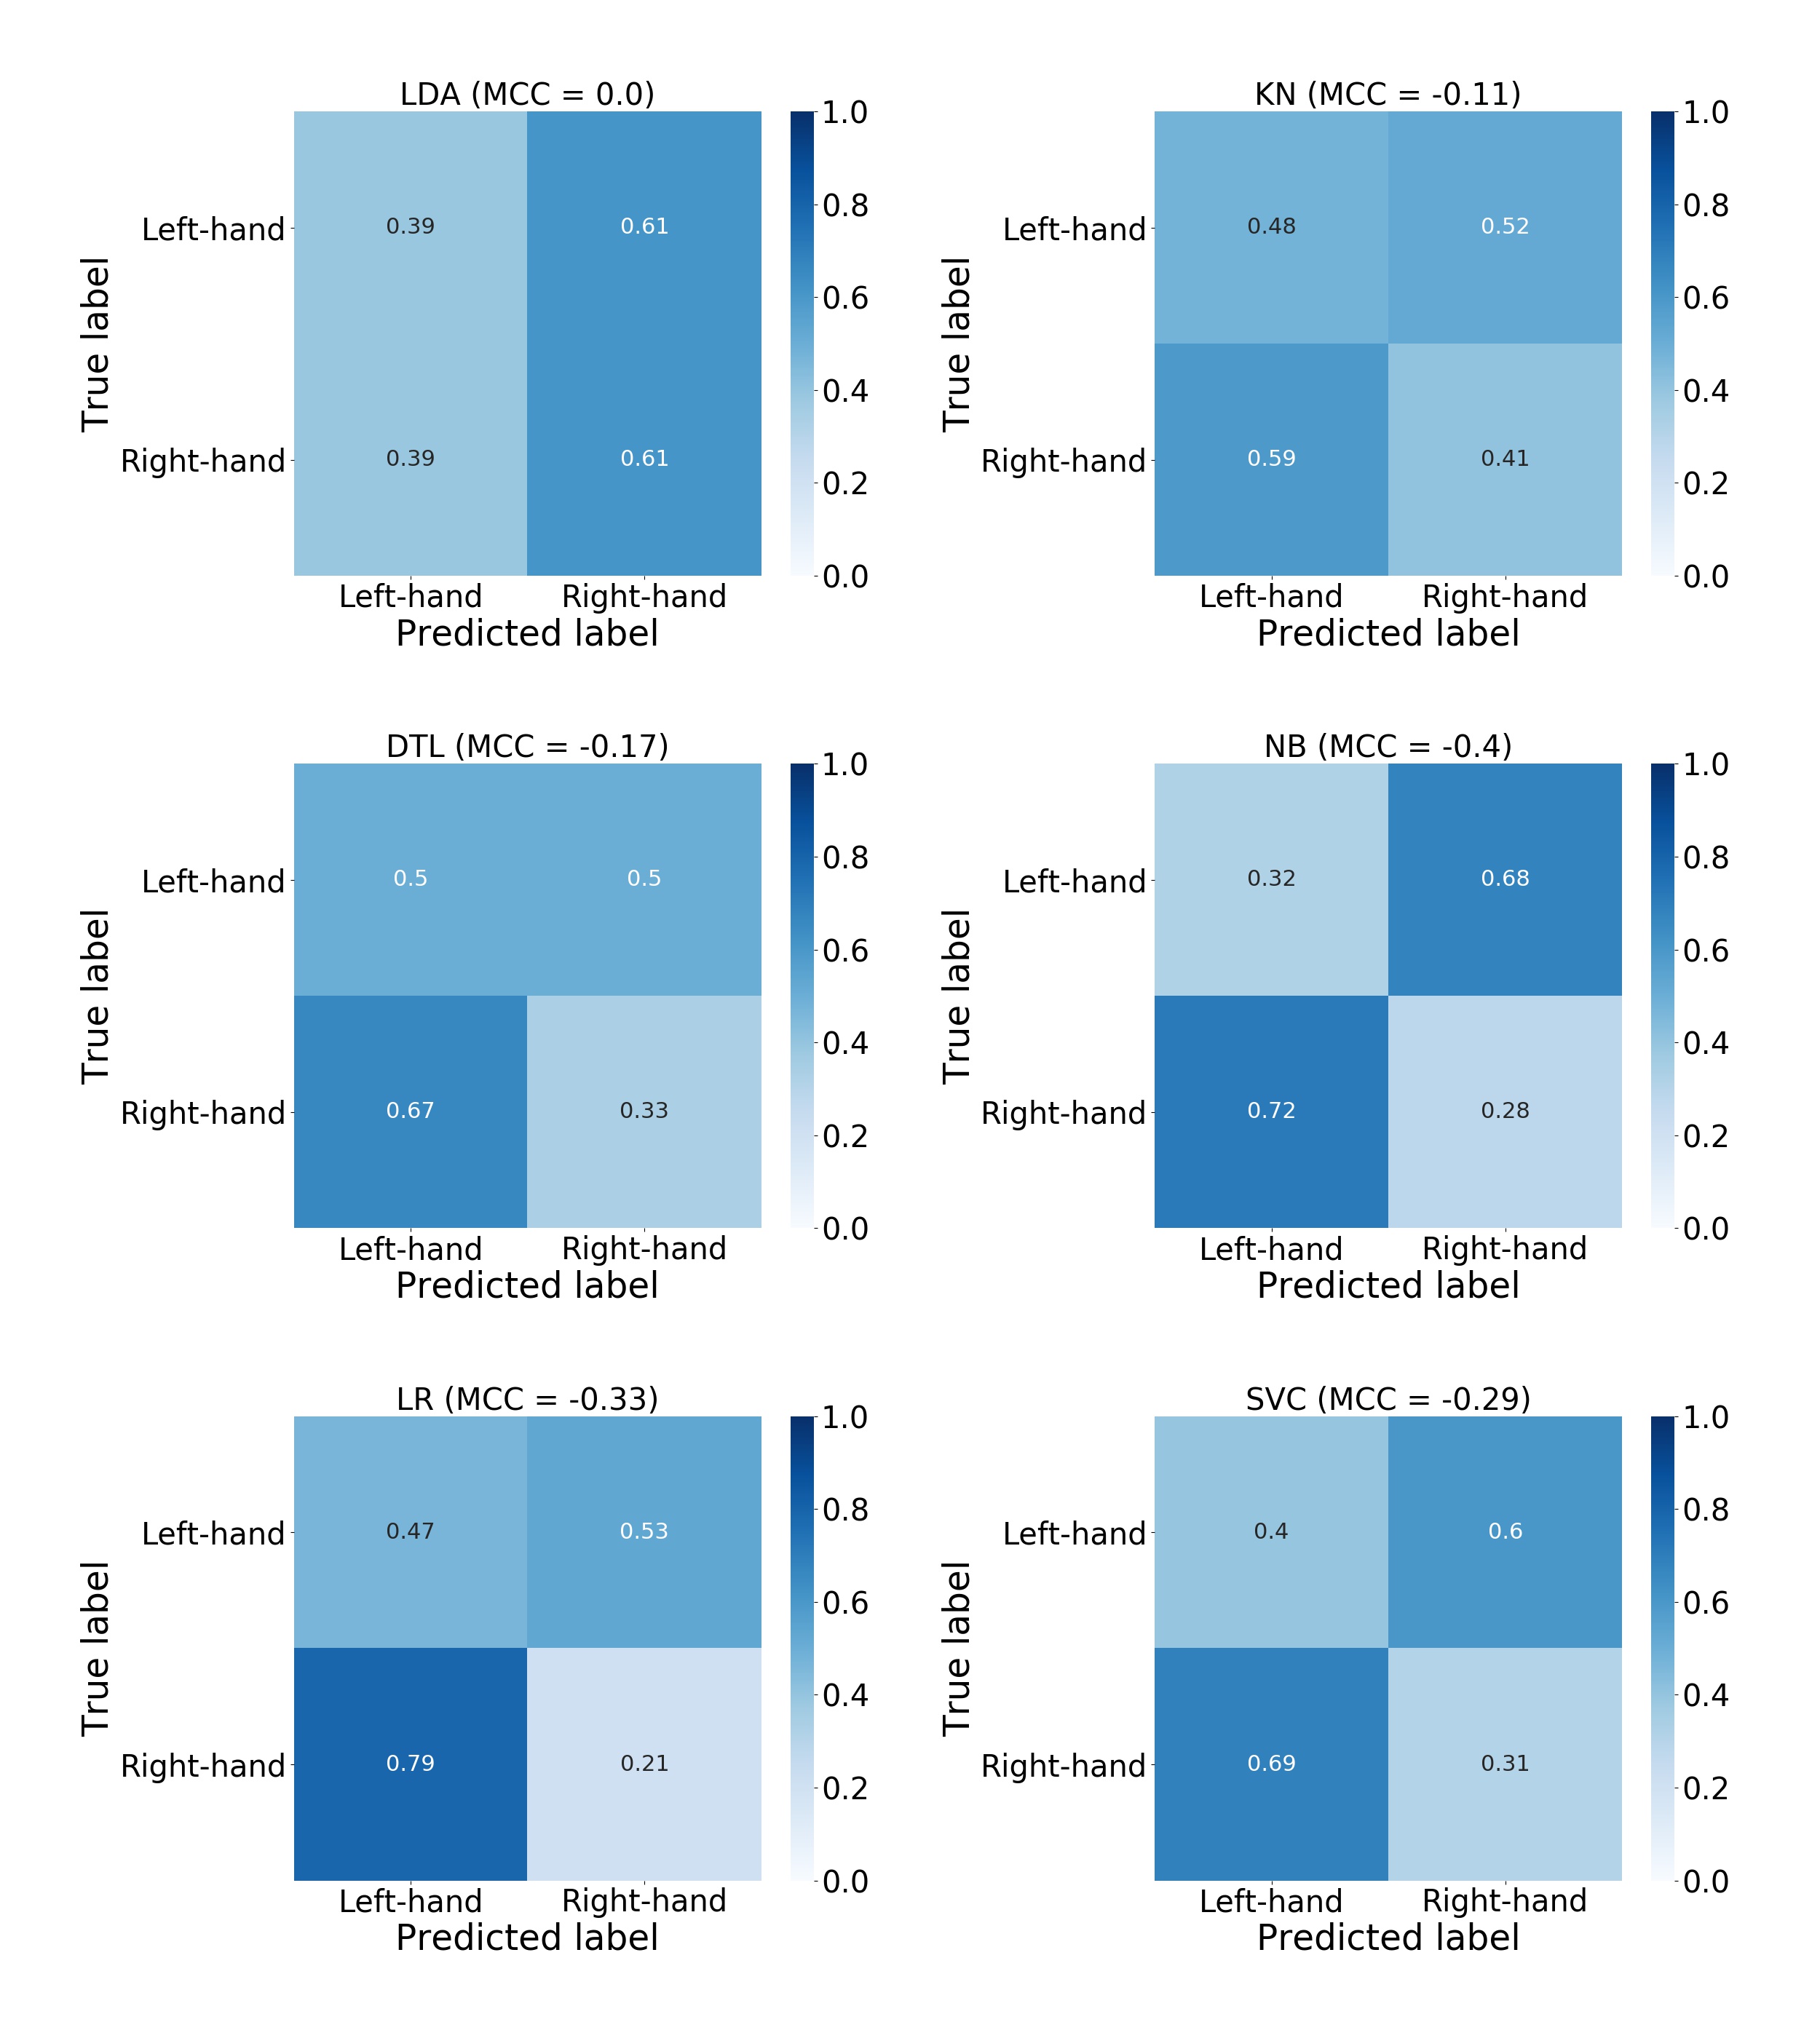 LDA (MCC = 0.0)
1.0
0.8
0.6
0.4
0.2
0.0
True label
Left-hand
0.39
0.61
Right-hand
0.39
0.61
Left-hand
Right-hand
Predicted label
KN (MCC = -0.11)
1.0
0.8
0.6
0.4
0.2
0.0
True label
Left-hand
0.48
0.52
Right-hand
0.59
0.41
Left-hand
Right-hand
Predicted label
DTL (MCC = -0.17)
1.0
0.8
0.6
0.4
0.2
0.0
True label
Left-hand
0.5
0.5
Right-hand
0.67
0.33
Left-hand
Right-hand
Predicted label
NB (MCC = -0.4)
1.0
0.8
0.6
0.4
0.2
0.0
True label
Left-hand
0.32
0.68
Right-hand
0.72
0.28
Left-hand
Right-hand
Predicted label
LR (MCC = -0.33)
1.0
0.8
0.6
0.4
0.2
0.0
True label
Left-hand
0.47
0.53
Right-hand
0.79
0.21
Left-hand
Right-hand
Predicted label
SVC (MCC = -0.29)
1.0
0.8
0.6
0.4
0.2
0.0
True label
Left-hand
0.4
0.6
Right-hand
0.69
0.31
Left-hand
Right-hand
Predicted label